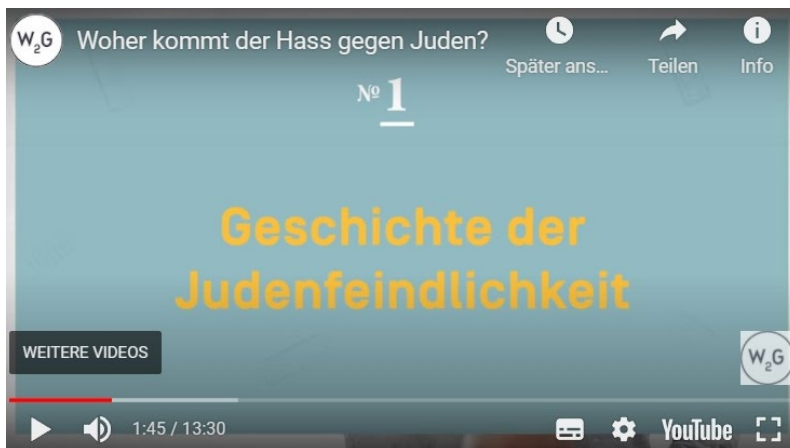 W2G Woher kommt der Hass gegen Juden?
Später ans... Teilen Info
№ 1
Geschichte der
Judenfeindlichkeit
WEITERE VIDEOS
W2G
1:45 / 13:30
YouTube